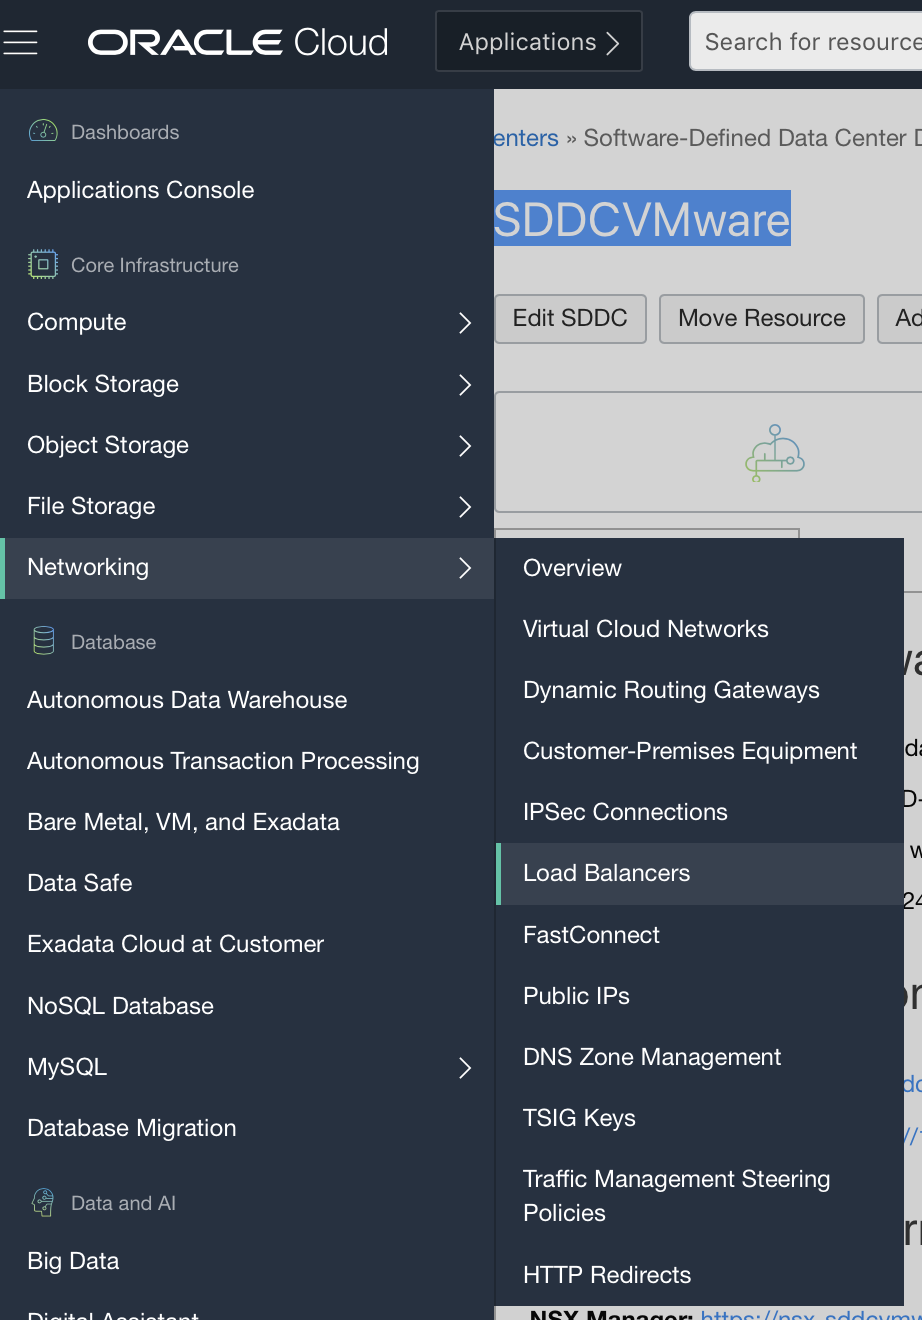 ORACLE Cloud
Applications
Search for resource
Dashboards
Applications Console
Core Infrastructure
Compute
Block Storage
Object Storage
File Storage
Networking
Database
Autonomous Data Warehouse
Autonomous Transaction Processing
Bare Metal, VM, and Exadata
Data Safe
Exadata Cloud at Customer
NoSQL Database
MySQL
Database Migration
Data and AI
Big Data
Digital Assistant
enters » Software-Defined Data Center D
SDDCVMware
Edit SDDC
Move Resource
Ad
Overview
Virtual Cloud Networks
Dynamic Routing Gateways
Customer-Premises Equipment
IPSec Connections
Load Balancers
FastConnect
Public IPs
DNS Zone Management
TSIG Keys
Traffic Management Steering
Policies
HTTP Redirects
NSX Manager: https://nsx-sddcvmw